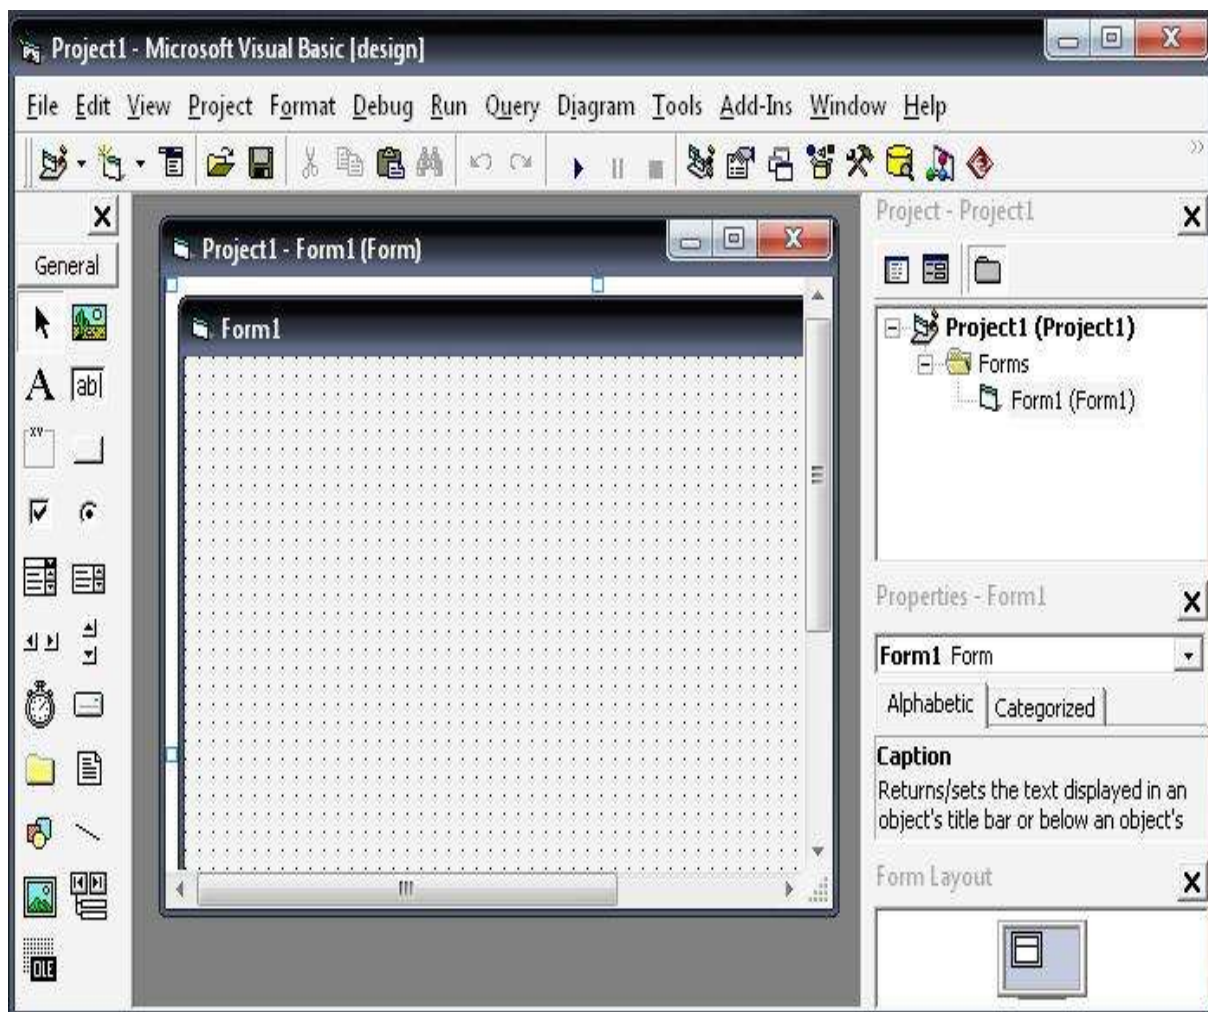 Project1 - Microsoft Visual Basic [design]
File Edit View Project Format Debug Run Query Diagram Tools Add-Ins Window Help
General
A
ab|
xv
OLE
Project1 - Form1 (Form)
Form1
Project - Project1
Project1 (Project1)
Forms
Form1 (Form1)
Properties - Form1
Form1 Form
Alphabetic Categorized
Caption
Returns/sets the text displayed in an
object's title bar or below an object's
Form Layout